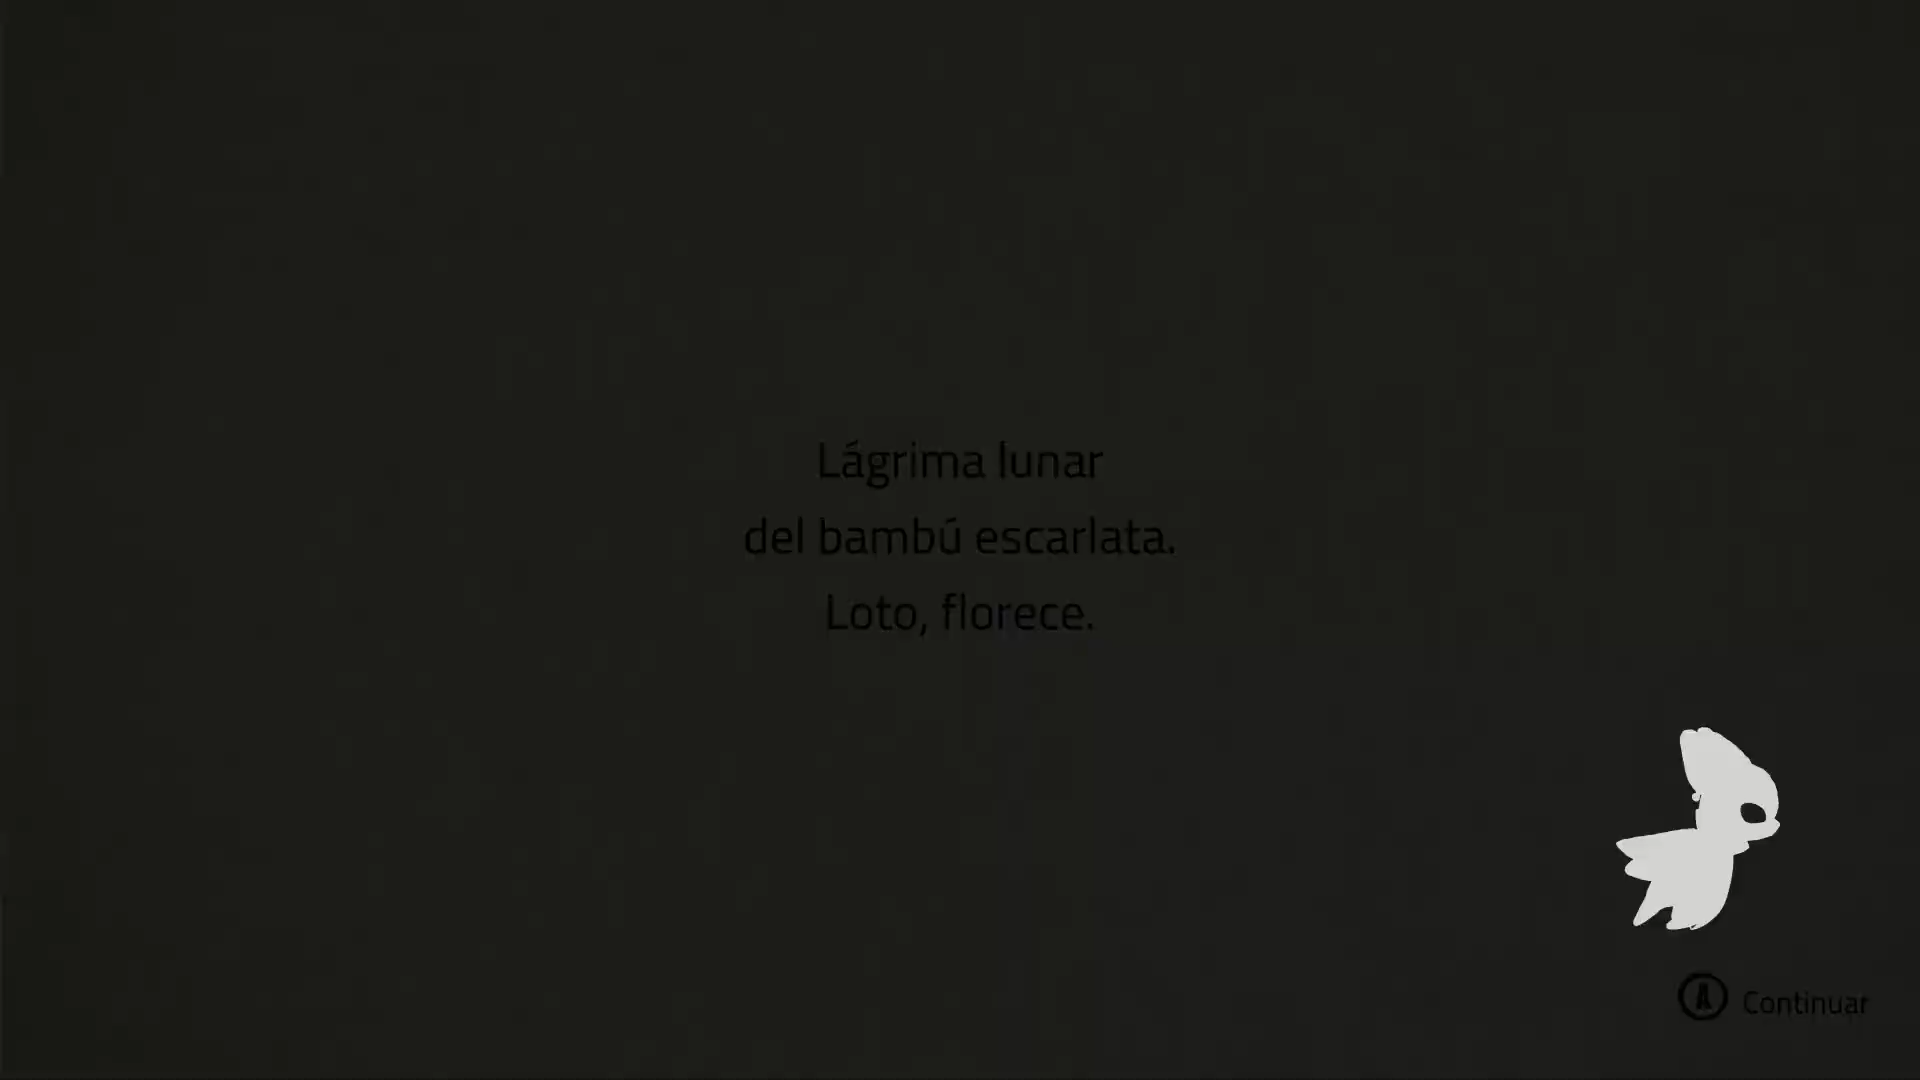 Lágrima lunar
del bambú escarlata.
Loto, florece.
A Continuar